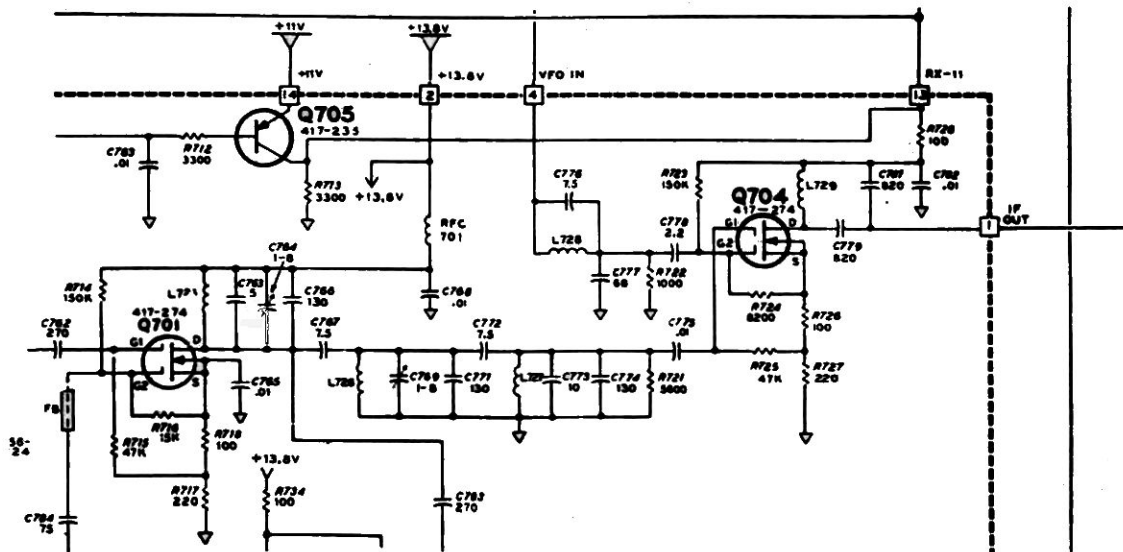 +11V
+13.8V
+11V
+13.8V
VFO IN
RX-11
14
2
4
13
Q705
417-235
C783
.01
R712
3300
R713
3300
+13.8V
RFC
701
C776
7.5
L728
C777
68
R722
1000
C778
2.2
R723
150K
Q704
417-274
G1
G2
D
S
L729
C781
820
C782
.01
R728
100
C779
820
1
IF
OUT
R724
8200
R726
100
R725
47K
R727
220
R714
150K
C763
5
C764
1-8
C766
130
C768
.01
C762
270
417-274
Q701
G1
G2
D
S
C765
.01
C767
7.5
L726
C769
1-8
C771
130
C772
7.5
L727
C773
10
C774
130
R721
5600
C775
.01
FB
56-
24
R716
15K
R715
47K
R718
100
R717
220
+13.8V
R734
100
C763
270
C784
75